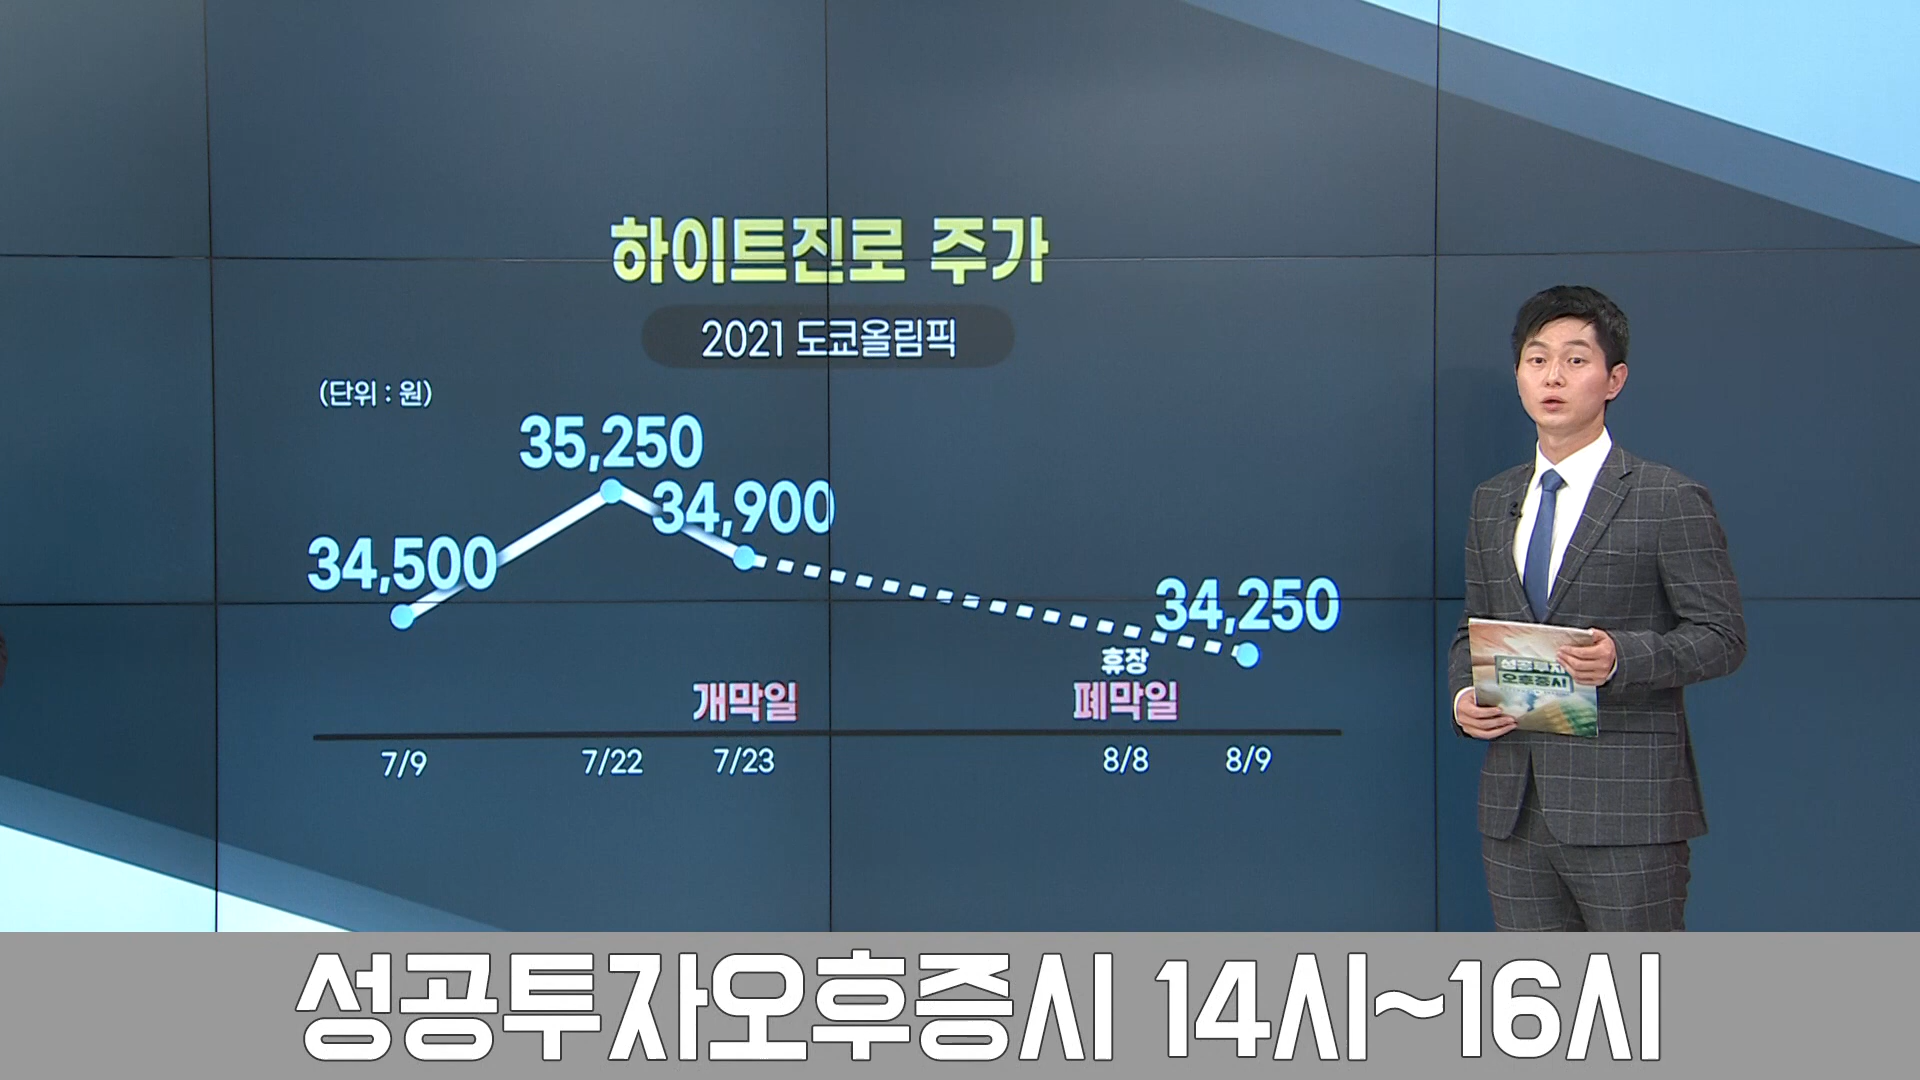 하이트진로 주가
2021 도쿄올림픽
(단위 : 원)
35,250
34,900
34,500
34,250
휴장
개막일
폐막일
7/9
7/22
7/23
8/8
8/9
성공투자
오후증시
성공투자오후증시 14시~16시